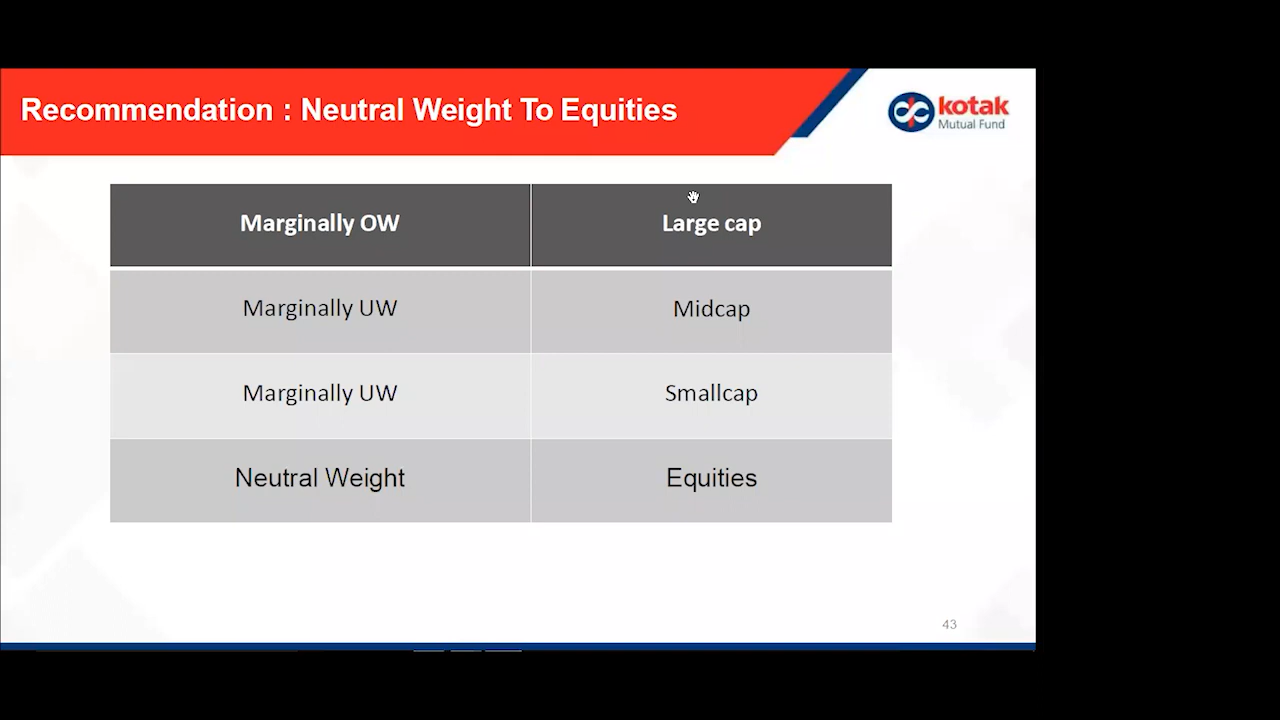 Recommendation : Neutral Weight To Equities
kotak
Mutual Fund
Marginally OW Large cap
Marginally UW Midcap
Marginally UW Smallcap
Neutral Weight Equities
43